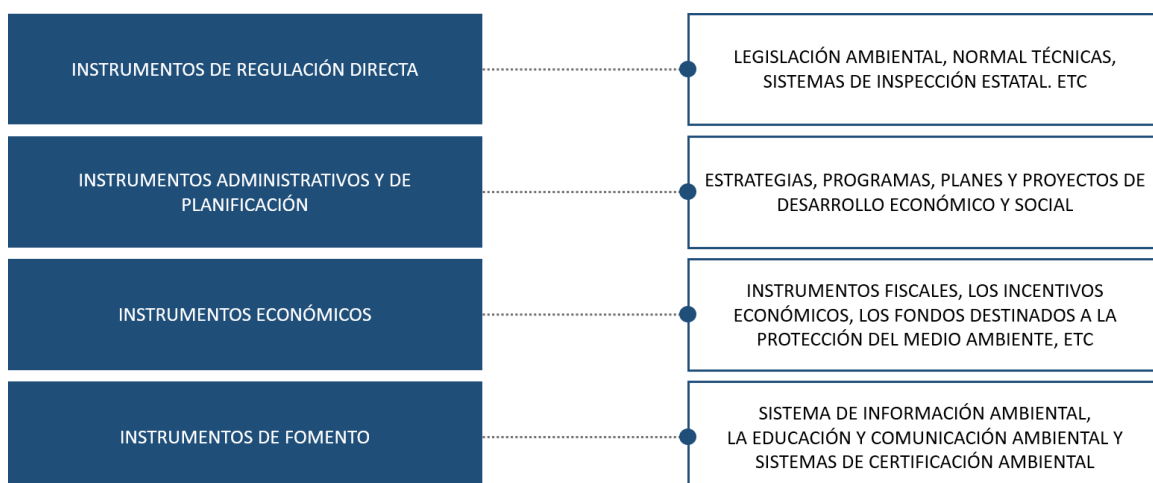 INSTRUMENTOS DE REGULACIÓN DIRECTA
LEGISLACIÓN AMBIENTAL, NORMAL TÉCNICAS,
SISTEMAS DE INSPECCIÓN ESTATAL. ETC
INSTRUMENTOS ADMINISTRATIVOS Y DE
PLANIFICACIÓN
ESTRATEGIAS, PROGRAMAS, PLANES Y PROYECTOS DE
DESARROLLO ECONÓMICO Y SOCIAL
INSTRUMENTOS ECONÓMICOS
INSTRUMENTOS FISCALES, LOS INCENTIVOS
ECONÓMICOS, LOS FONDOS DESTINADOS A LA
PROTECCIÓN DEL MEDIO AMBIENTE, ETC
INSTRUMENTOS DE FOMENTO
SISTEMA DE INFORMACIÓN AMBIENTAL,
LA EDUCACIÓN Y COMUNICACIÓN AMBIENTAL Y
SISTEMAS DE CERTIFICACIÓN AMBIENTAL